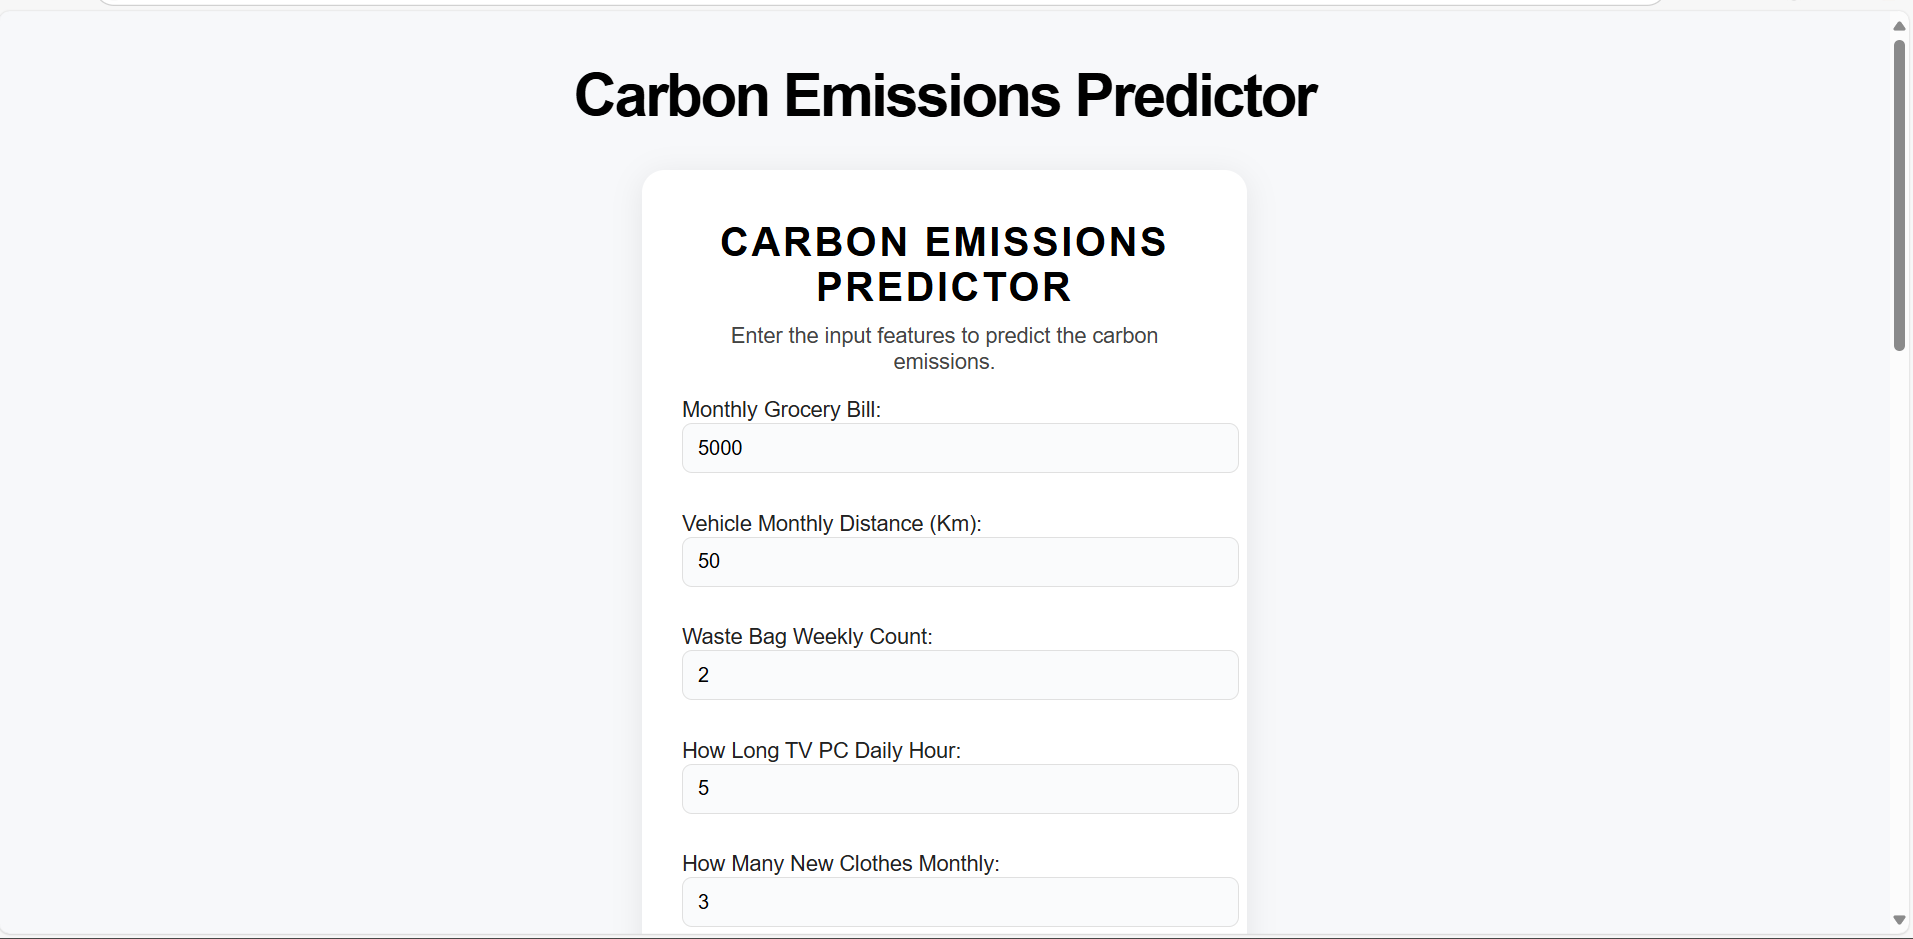 Carbon Emissions Predictor
CARBON EMISSIONS
PREDICTOR
Enter the input features to predict the carbon
emissions.
Monthly Grocery Bill:
5000
Vehicle Monthly Distance (Km):
50
Waste Bag Weekly Count:
2
How Long TV PC Daily Hour:
5
How Many New Clothes Monthly:
3